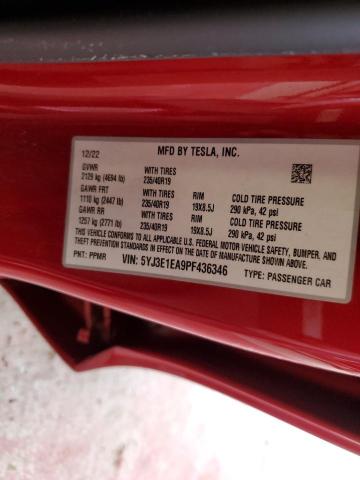 MFD BY TESLA, INC.
12/22
GVWR WITH TIRES
2129 kg (4694 lb) 235/40R19
GAWR FRT WITH TIRES RIM COLD TIRE PRESSURE
1110 kg (2447 lb) 235/40R19 19X8.5J 290 kPa, 42 psi
GAWR RR WITH TIRES RIM COLD TIRE PRESSURE
1257 kg (2771 lb) 235/40R19 19X8.5J 290 kPa, 42 psi
THIS VEHICLE CONFORMS TO ALL APPLICABLE U.S. FEDERAL MOTOR VEHICLE SAFETY, BUMPER, AND
THEFT PREVENTION STANDARDS IN EFFECT ON THE
DATE OF MANUFACTURE SHOWN ABOVE.
PNT: PPMR VIN: 5YJ3E1EA9PF436346 TYPE: PASSENGER CAR